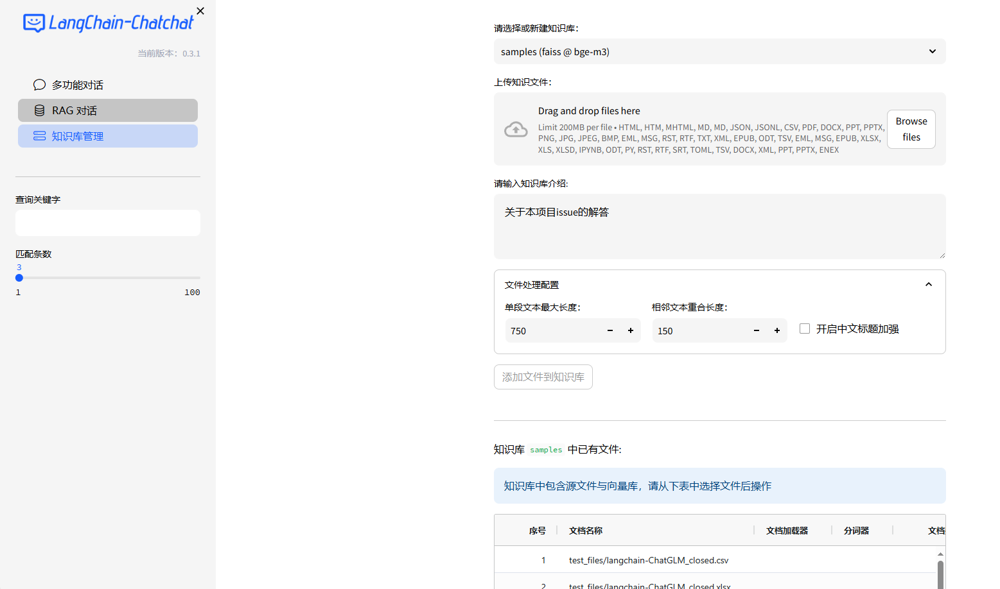 LangChain-Chatchat
当前版本：0.3.1
多功能对话
RAG 对话
知识库管理
查询关键字
匹配条数
3
1 100
请选择或新建知识库：
samples (faiss @ bge-m3)
上传知识文件：
Drag and drop files here
Limit 200MB per file • HTML, HTM, MHTML, MD, MD, JSON, JSONL, CSV, PDF, DOCX, PPT, PPTX,
PNG, JPG, JPEG, BMP, EML, MSG, RST, RTF, TXT, XML, EPUB, ODT, TSV, EML, MSG, EPUB, XLSX,
XLS, XLSD, IPYNB, ODT, PY, RST, RTF, SRT, TOML, TSV, DOCX, XML, PPT, PPTX, ENEX
Browse
files
请输入知识库介绍:
关于本项目issue的解答
文件处理配置
单段文本最大长度： 相邻文本重合长度：
750 - + 150 - + 开启中文标题加强
添加文件到知识库
知识库 samples 中已有文件:
知识库中包含源文件与向量库，请从下表中选择文件后操作
序号 文档名称 文档加载器 分词器 文档
1 test_files/langchain-ChatGLM_closed.csv
2 test_files/langchain-ChatGLM_closed.xlsx